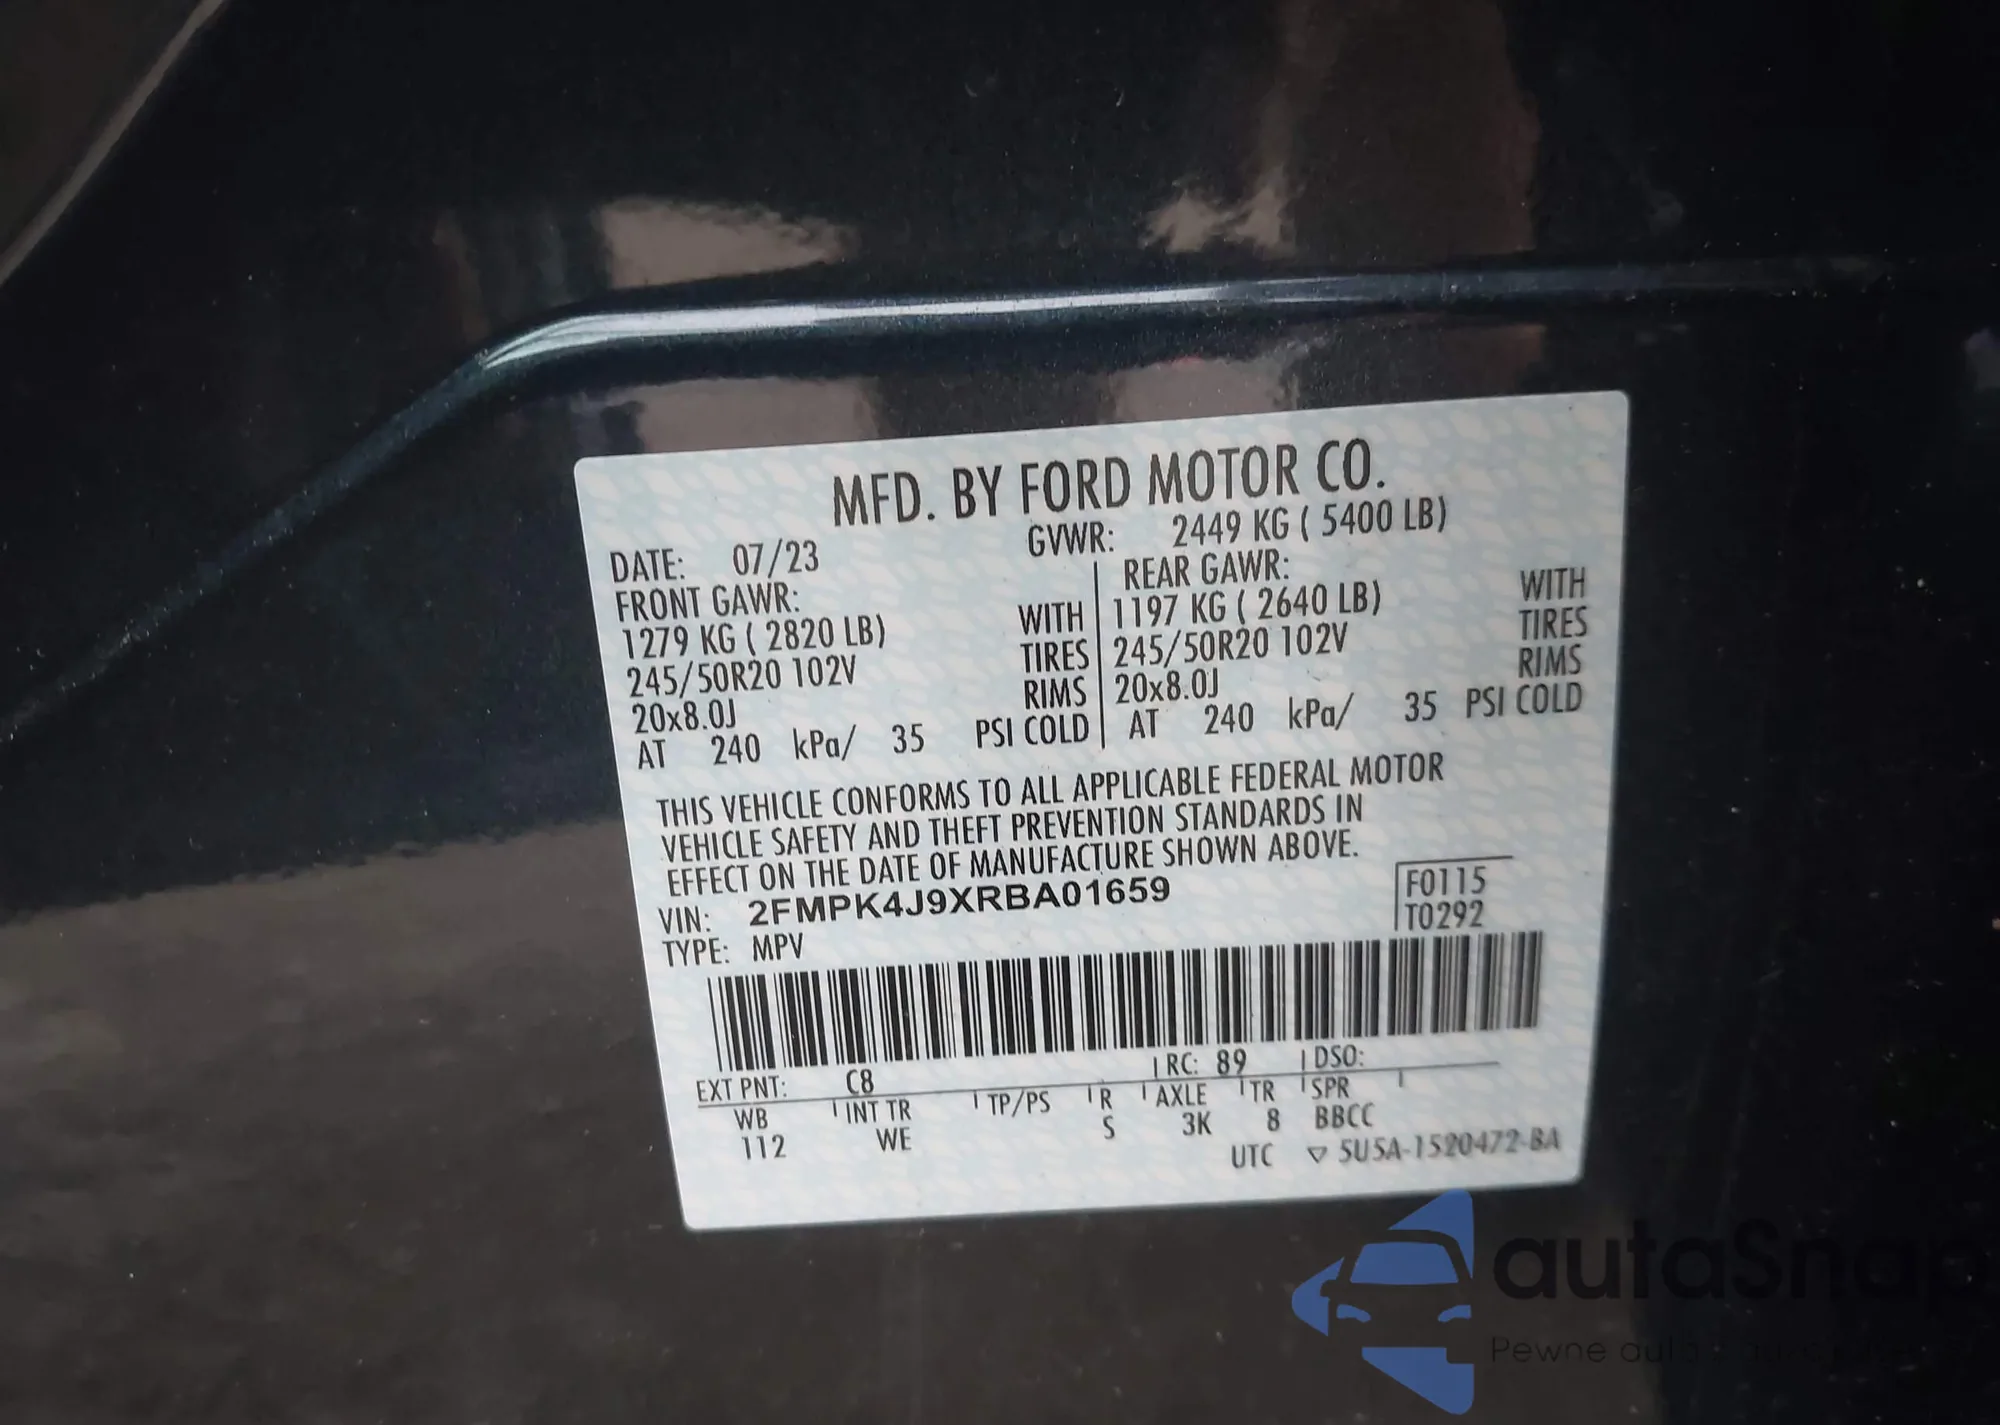 MFD. BY FORD MOTOR CO.
DATE: 07/23 GVWR: 2449 KG ( 5400 LB)
FRONT GAWR: REAR GAWR:
1279 KG ( 2820 LB) WITH 1197 KG ( 2640 LB) WITH
245/50R20 102V TIRES 245/50R20 102V TIRES
20x8.0J RIMS 20x8.0J RIMS
AT 240 kPa/ 35 PSI COLD AT 240 kPa/ 35 PSI COLD
THIS VEHICLE CONFORMS TO ALL APPLICABLE FEDERAL MOTOR
VEHICLE SAFETY AND THEFT PREVENTION STANDARDS IN
EFFECT ON THE DATE OF MANUFACTURE SHOWN ABOVE.
VIN: 2FMPK4J9XRBA01659 F0115
TYPE: MPV T0292
EXT PNT: C8 RC: 89 DSO:
WB INT TR TP/PS R AXLE TR SPR
112 WE S 3K 8 BBCC
UTC ▽ 5U5A-1520472-BA
autaSnap
Pewne auta